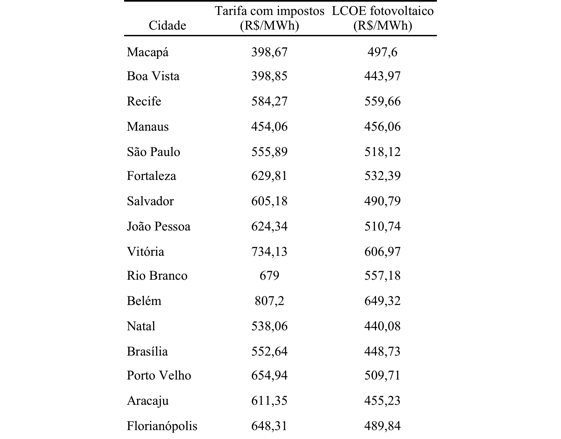 Cidade Tarifa com impostos (R$/MWh) LCOE fotovoltaico (R$/MWh)
Macapá 398,67 497,6
Boa Vista 398,85 443,97
Recife 584,27 559,66
Manaus 454,06 456,06
São Paulo 555,89 518,12
Fortaleza 629,81 532,39
Salvador 605,18 490,79
João Pessoa 624,34 510,74
Vitória 734,13 606,97
Rio Branco 679 557,18
Belém 807,2 649,32
Natal 538,06 440,08
Brasília 552,64 448,73
Porto Velho 654,94 509,71
Aracaju 611,35 455,23
Florianópolis 648,31 489,84